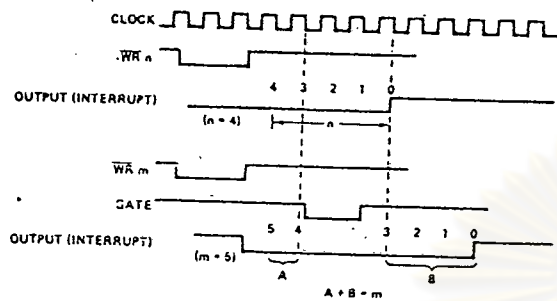 CLOCK
WR n
4 3 2 1 0
OUTPUT (INTERRUPT)
(n = 4) n
WR m
GATE
5 4 3 2 1 0
OUTPUT (INTERRUPT)
(m = 5)
A B
A + B = m